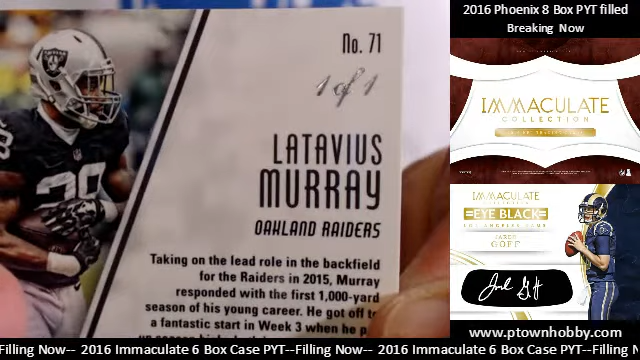 No. 71
1 of 1
LATAVIUS
MURRAY
OAKLAND RAIDERS
Taking on the lead role in the backfield
for the Raiders in 2015, Murray
responded with the first 1,000-yard
season of his young career. He got off
a fantastic start in Week 3 when he
2016 Phoenix 8 Box PYT filled
Breaking Now
IMMACULATE
COLLECTION
IMMACULATE
EYE BLACK
LOS ANGELES RAMS
JARED
GOFF
www.ptownhobby.com
Filling Now-- 2016 Immaculate 6 Box Case PYT--Filling Now-- 2016 Immaculate 6 Box Case PYT--Filling